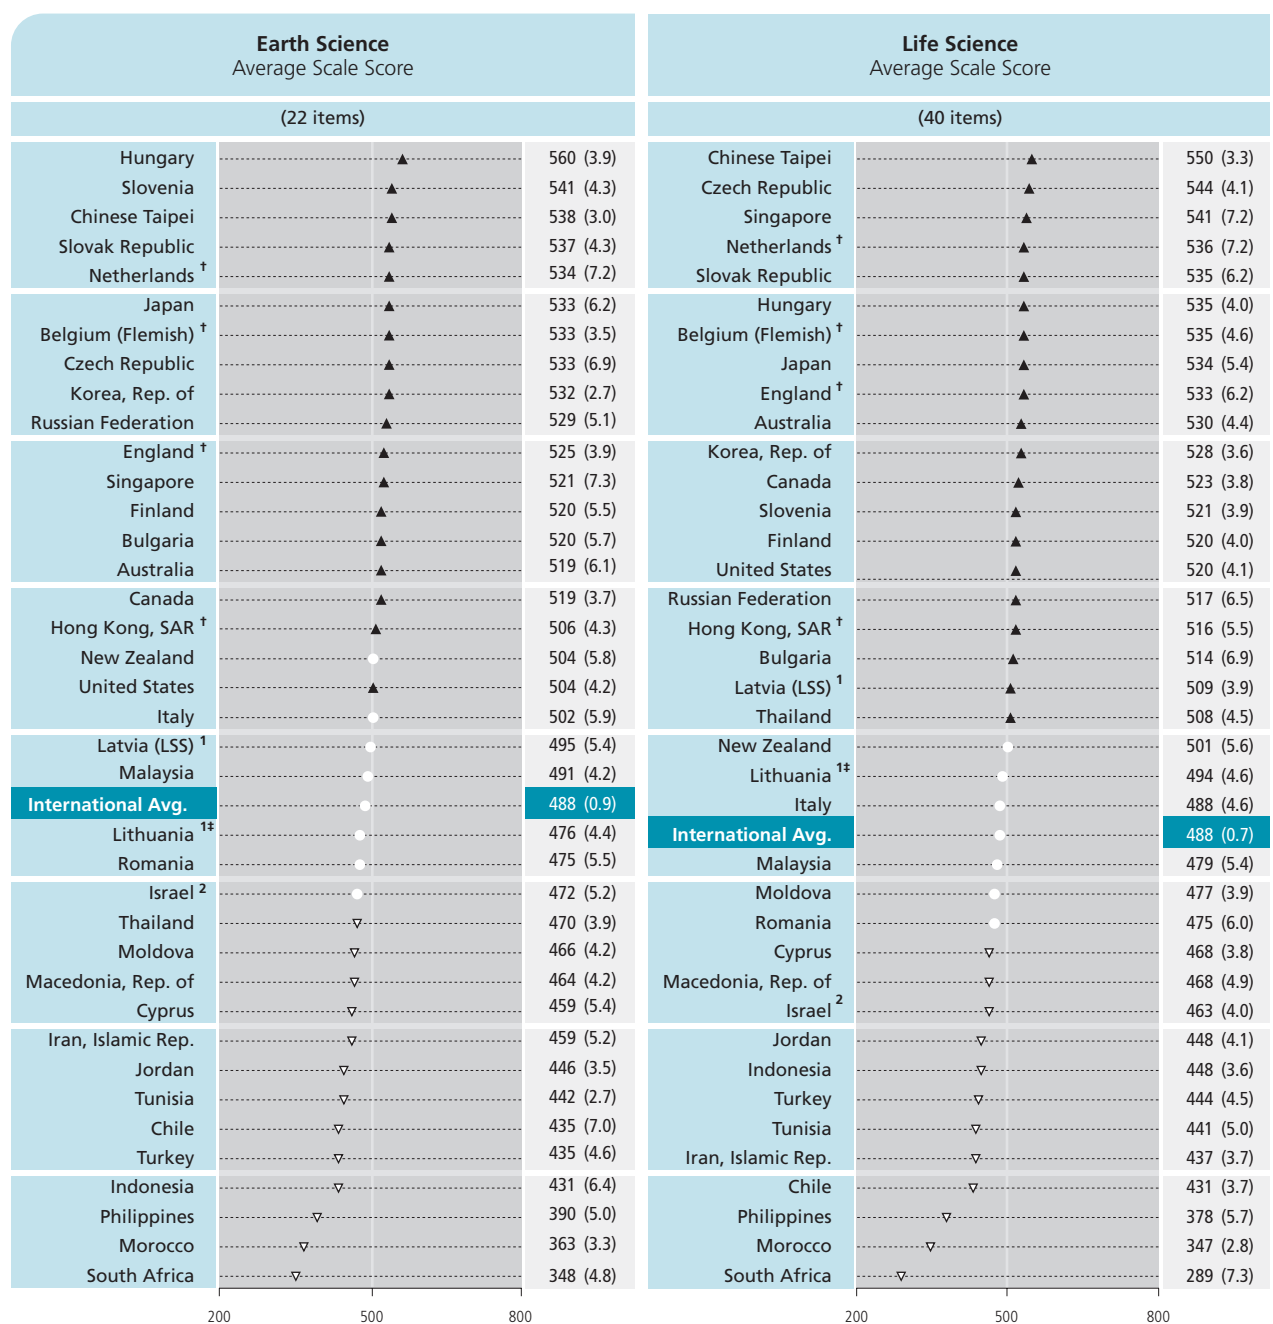 Earth Science
Average Scale Score
(22 items)
Hungary 560 (3.9)
Slovenia 541 (4.3)
Chinese Taipei 538 (3.0)
Slovak Republic 537 (4.3)
Netherlands † 534 (7.2)
Japan 533 (6.2)
Belgium (Flemish) † 533 (3.5)
Czech Republic 533 (6.9)
Korea, Rep. of 532 (2.7)
Russian Federation 529 (5.1)
England † 525 (3.9)
Singapore 521 (7.3)
Finland 520 (5.5)
Bulgaria 520 (5.7)
Australia 519 (6.1)
Canada 519 (3.7)
Hong Kong, SAR † 506 (4.3)
New Zealand 504 (5.8)
United States 504 (4.2)
Italy 502 (5.9)
Latvia (LSS) 1 495 (5.4)
Malaysia 491 (4.2)
International Avg. 488 (0.9)
Lithuania 1‡ 476 (4.4)
Romania 475 (5.5)
Israel 2 472 (5.2)
Thailand 470 (3.9)
Moldova 466 (4.2)
Macedonia, Rep. of 464 (4.2)
Cyprus 459 (5.4)
Iran, Islamic Rep. 459 (5.2)
Jordan 446 (3.5)
Tunisia 442 (2.7)
Chile 435 (7.0)
Turkey 435 (4.6)
Indonesia 431 (6.4)
Philippines 390 (5.0)
Morocco 363 (3.3)
South Africa 348 (4.8)
200 500 800
Life Science
Average Scale Score
(40 items)
Chinese Taipei 550 (3.3)
Czech Republic 544 (4.1)
Singapore 541 (7.2)
Netherlands † 536 (7.2)
Slovak Republic 535 (6.2)
Hungary 535 (4.0)
Belgium (Flemish) † 535 (4.6)
Japan 534 (5.4)
England † 533 (6.2)
Australia 530 (4.4)
Korea, Rep. of 528 (3.6)
Canada 523 (3.8)
Slovenia 521 (3.9)
Finland 520 (4.0)
United States 520 (4.1)
Russian Federation 517 (6.5)
Hong Kong, SAR † 516 (5.5)
Bulgaria 514 (6.9)
Latvia (LSS) 1 509 (3.9)
Thailand 508 (4.5)
New Zealand 501 (5.6)
Lithuania 1‡ 494 (4.6)
Italy 488 (4.6)
International Avg. 488 (0.7)
Malaysia 479 (5.4)
Moldova 477 (3.9)
Romania 475 (6.0)
Cyprus 468 (3.8)
Macedonia, Rep. of 468 (4.9)
Israel 2 463 (4.0)
Jordan 448 (4.1)
Indonesia 448 (3.6)
Turkey 444 (4.5)
Tunisia 441 (5.0)
Iran, Islamic Rep. 437 (3.7)
Chile 431 (3.7)
Philippines 378 (5.7)
Morocco 347 (2.8)
South Africa 289 (7.3)
200 500 800